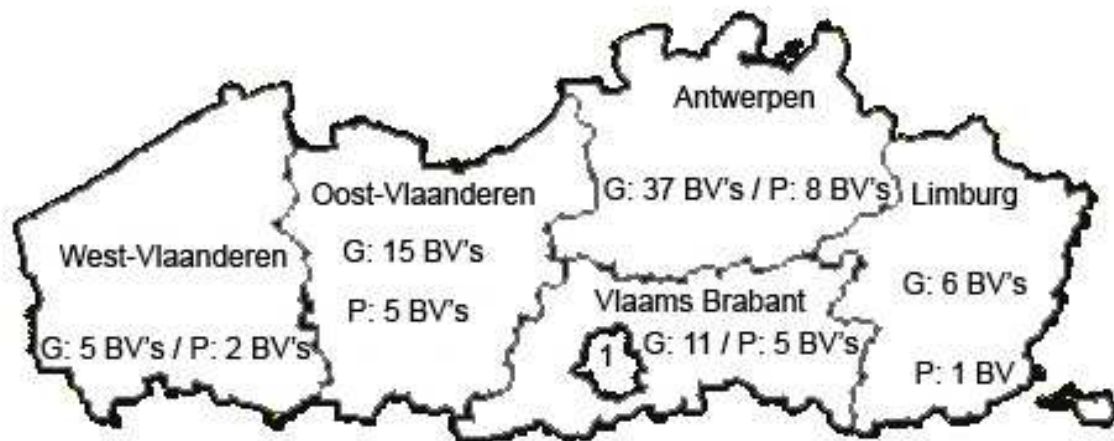 Antwerpen
G: 37 BV's / P: 8 BV's
Oost-Vlaanderen
G: 15 BV's
P: 5 BV's
Limburg
G: 6 BV's
P: 1 BV
West-Vlaanderen
G: 5 BV's / P: 2 BV's
Vlaams Brabant
G: 11 / P: 5 BV's
1